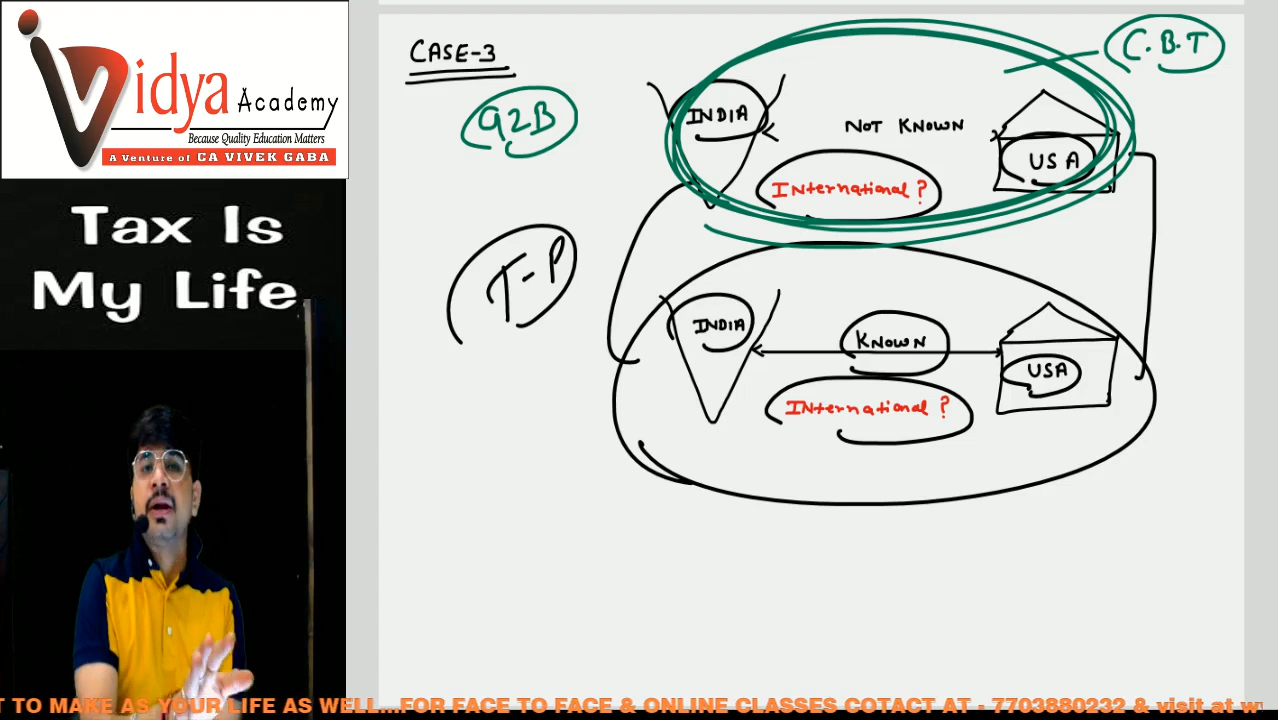 Vidya
Academy
Because Quality Education Matters
A Venture of CA VIVEK GABA
Tax Is
My Life
CASE-3
92B
C.B.T
INDIA
NOT KNOWN
USA
INternational ?
T-P
INDIA
KNOWN
USA
INternational ?
T TO MAKE AS YOUR LIFE AS WELL....FOR FACE TO FACE & ONLINE CLASSES COTACT AT - 7703880232 & visit at w